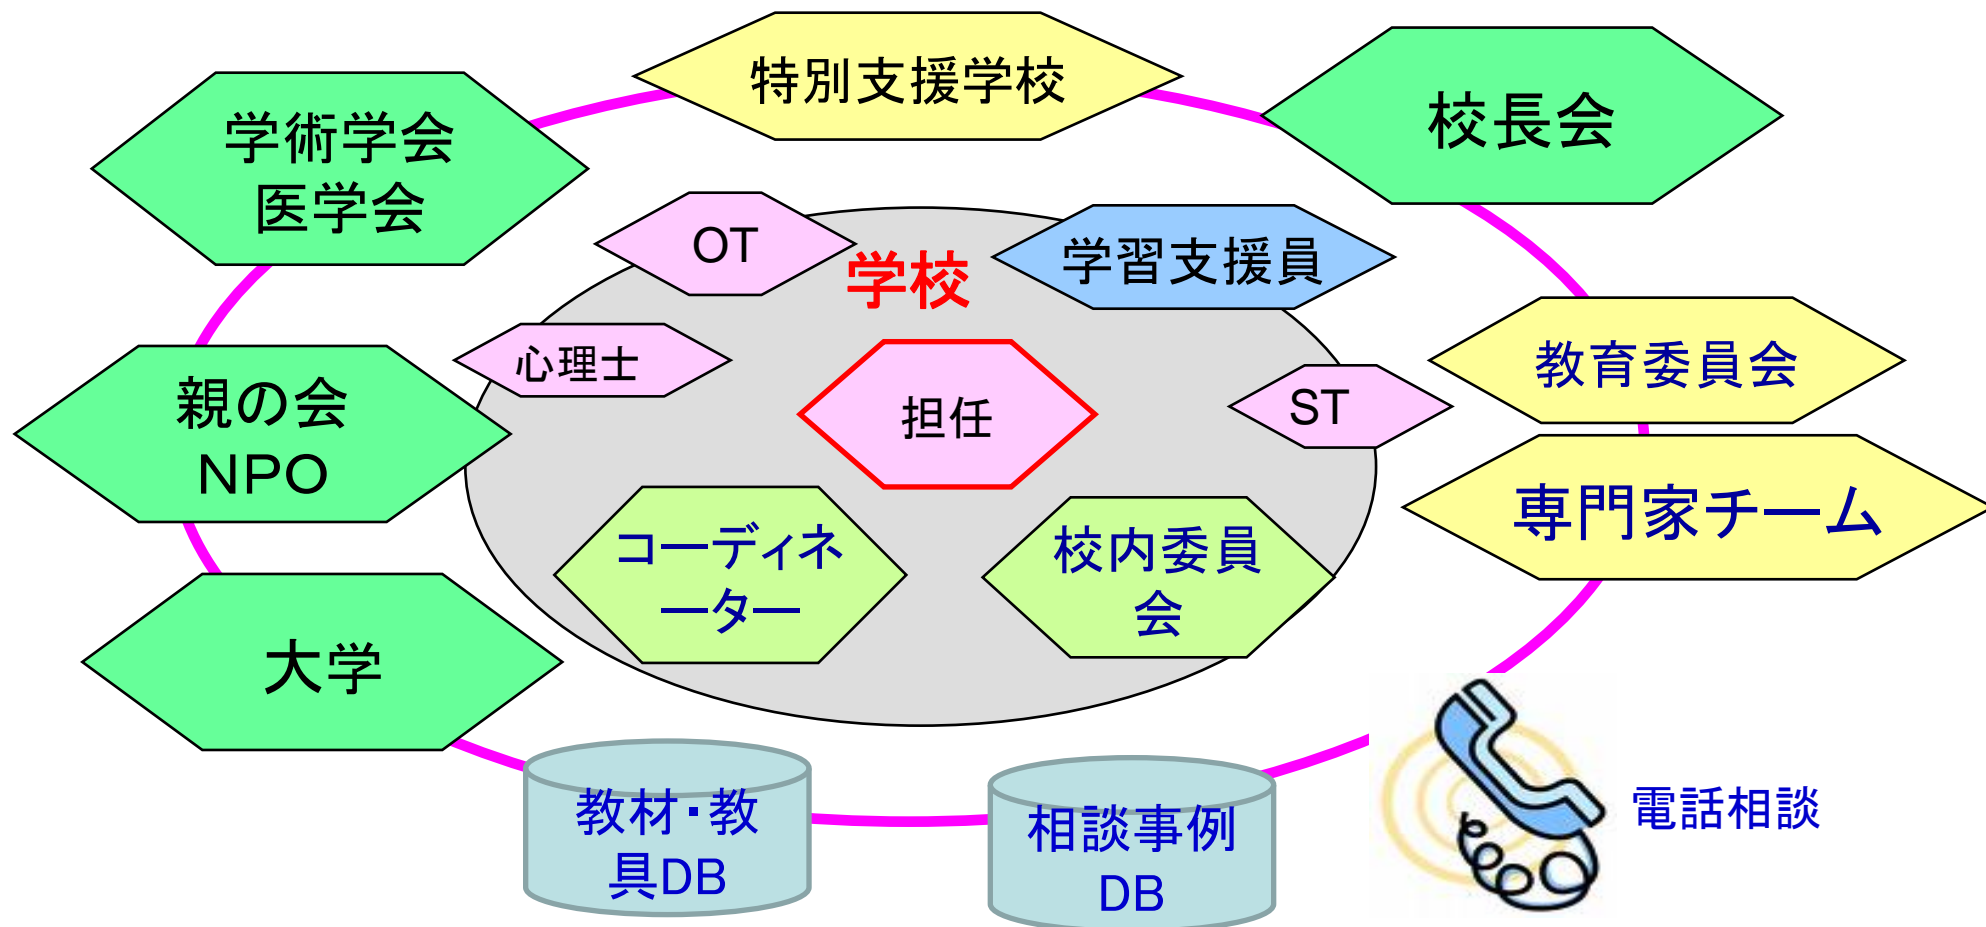 特別支援学校
校長会
学術学会
医学会
OT
学習支援員
学校
心理士
教育委員会
担任
ST
親の会
NPO
専門家チーム
コーディネ
ーター
校内委員
会
大学
教材・教
具DB
相談事例
DB
電話相談